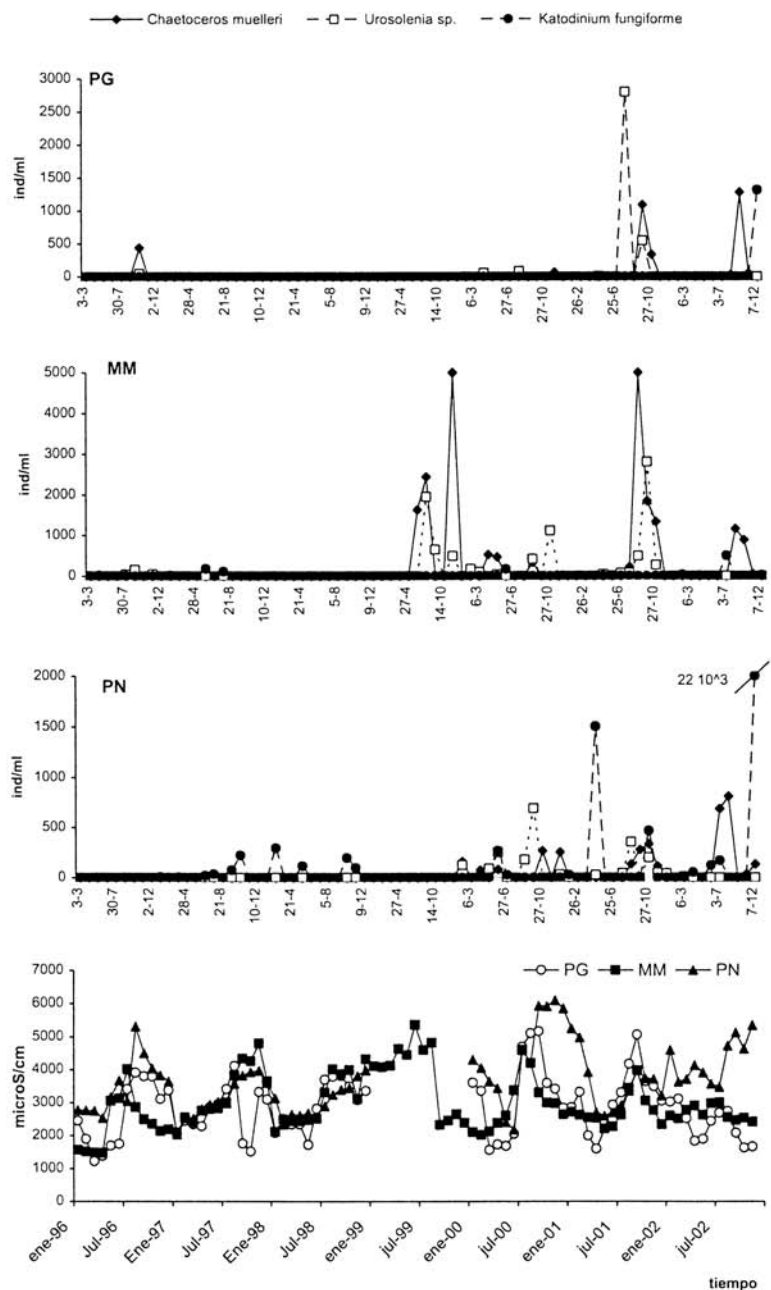 Chaetoceros muelleri Urosolenia sp. Katodinium fungiforme
PG
3000
2500
2000
1500
1000
500
0
ind/ml
3-3 30-7 2-12 28-4 21-8 10-12 21-4 5-8 9-12 27-4 14-10 6-3 27-6 27-10 26-2 25-6 27-10 6-3 3-7 7-12
MM
5000
4000
3000
2000
1000
0
ind/ml
3-3 30-7 2-12 28-4 21-8 10-12 21-4 5-8 9-12 27-4 14-10 6-3 27-6 27-10 26-2 25-6 27-10 6-3 3-7 7-12
PN
22 10^3
2000
1500
1000
500
0
ind/ml
3-3 30-7 2-12 28-4 21-8 10-12 21-4 5-8 9-12 27-4 14-10 6-3 27-6 27-10 26-2 25-6 27-10 6-3 3-7 7-12
PG MM PN
7000
6000
5000
4000
3000
2000
1000
0
microS/cm
ene-96 Jul-96 Ene-97 Jul-97 Ene-98 Jul-98 ene-99 Jul-99 ene-00 jul-00 ene-01 jul-01 ene-02 jul-02
tiempo